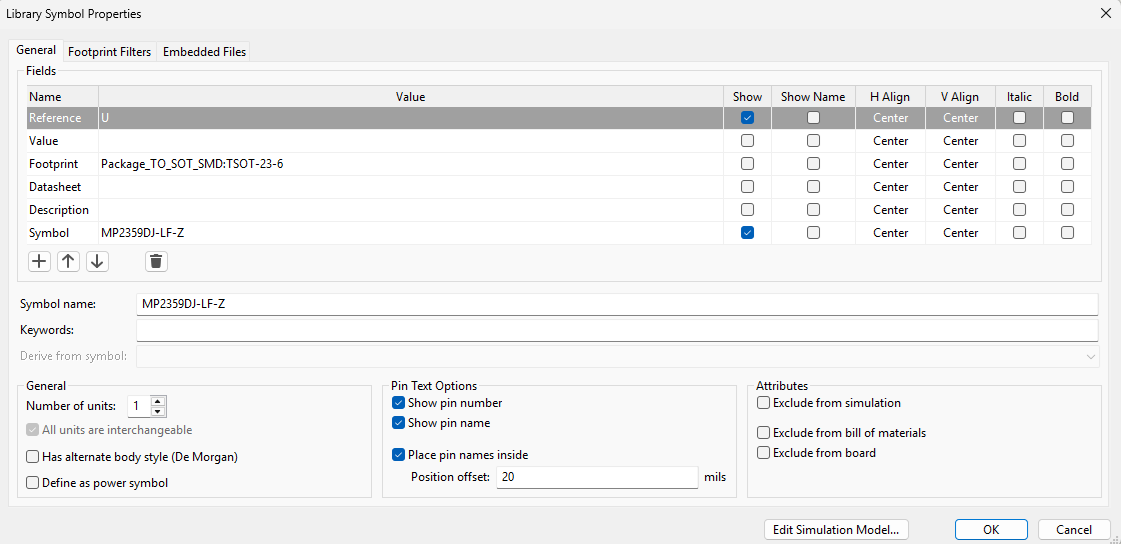 Library Symbol Properties
General Footprint Filters Embedded Files
Fields
Name Value Show Show Name H Align V Align Italic Bold
Reference U Center Center
Value Center Center
Footprint Package_TO_SOT_SMD:TSOT-23-6 Center Center
Datasheet Center Center
Description Center Center
Symbol MP2359DJ-LF-Z Center Center
Symbol name: MP2359DJ-LF-Z
Keywords:
Derive from symbol:
General
Number of units: 1
All units are interchangeable
Has alternate body style (De Morgan)
Define as power symbol
Pin Text Options
Show pin number
Show pin name
Place pin names inside
Position offset: 20 mils
Attributes
Exclude from simulation
Exclude from bill of materials
Exclude from board
Edit Simulation Model... OK Cancel